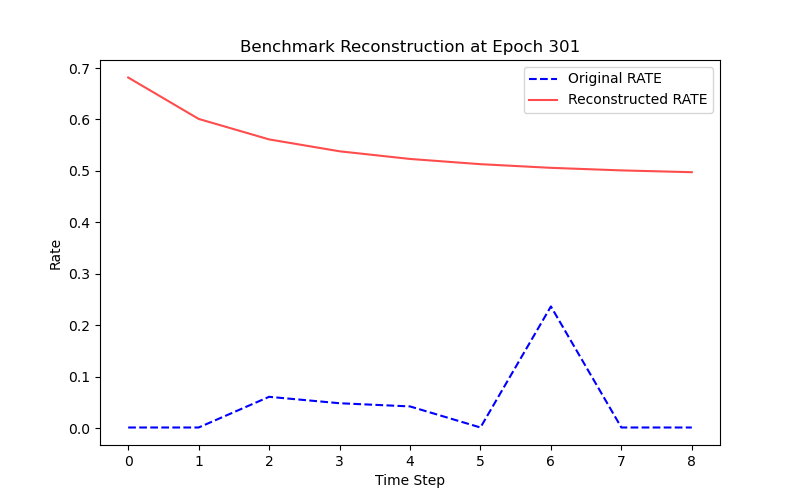 Benchmark Reconstruction at Epoch 301
Original RATE
Reconstructed RATE
Rate
0.7
0.6
0.5
0.4
0.3
0.2
0.1
0.0
0 1 2 3 4 5 6 7 8
Time Step